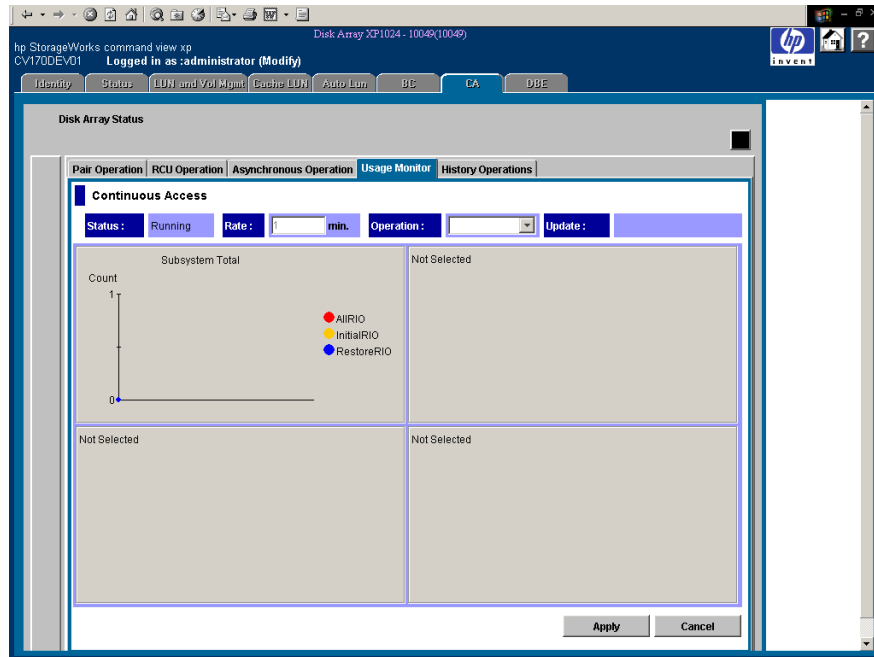 Disk Array XP1024 - 10049(10049)
hp StorageWorks command view xp
CV170DEV01 Logged in as :administrator (Modify)
hp
invent
?
Identity Status LUN and Vol Mgmt Cache LUN Auto Lun BC CA DBE
Disk Array Status
Pair Operation RCU Operation Asynchronous Operation Usage Monitor History Operations
Continuous Access
Status : Running Rate : 1 min. Operation : Update :
Subsystem Total
Count
1
0
AllRIO
InitialRIO
RestoreRIO
Not Selected
Not Selected
Not Selected
Apply Cancel